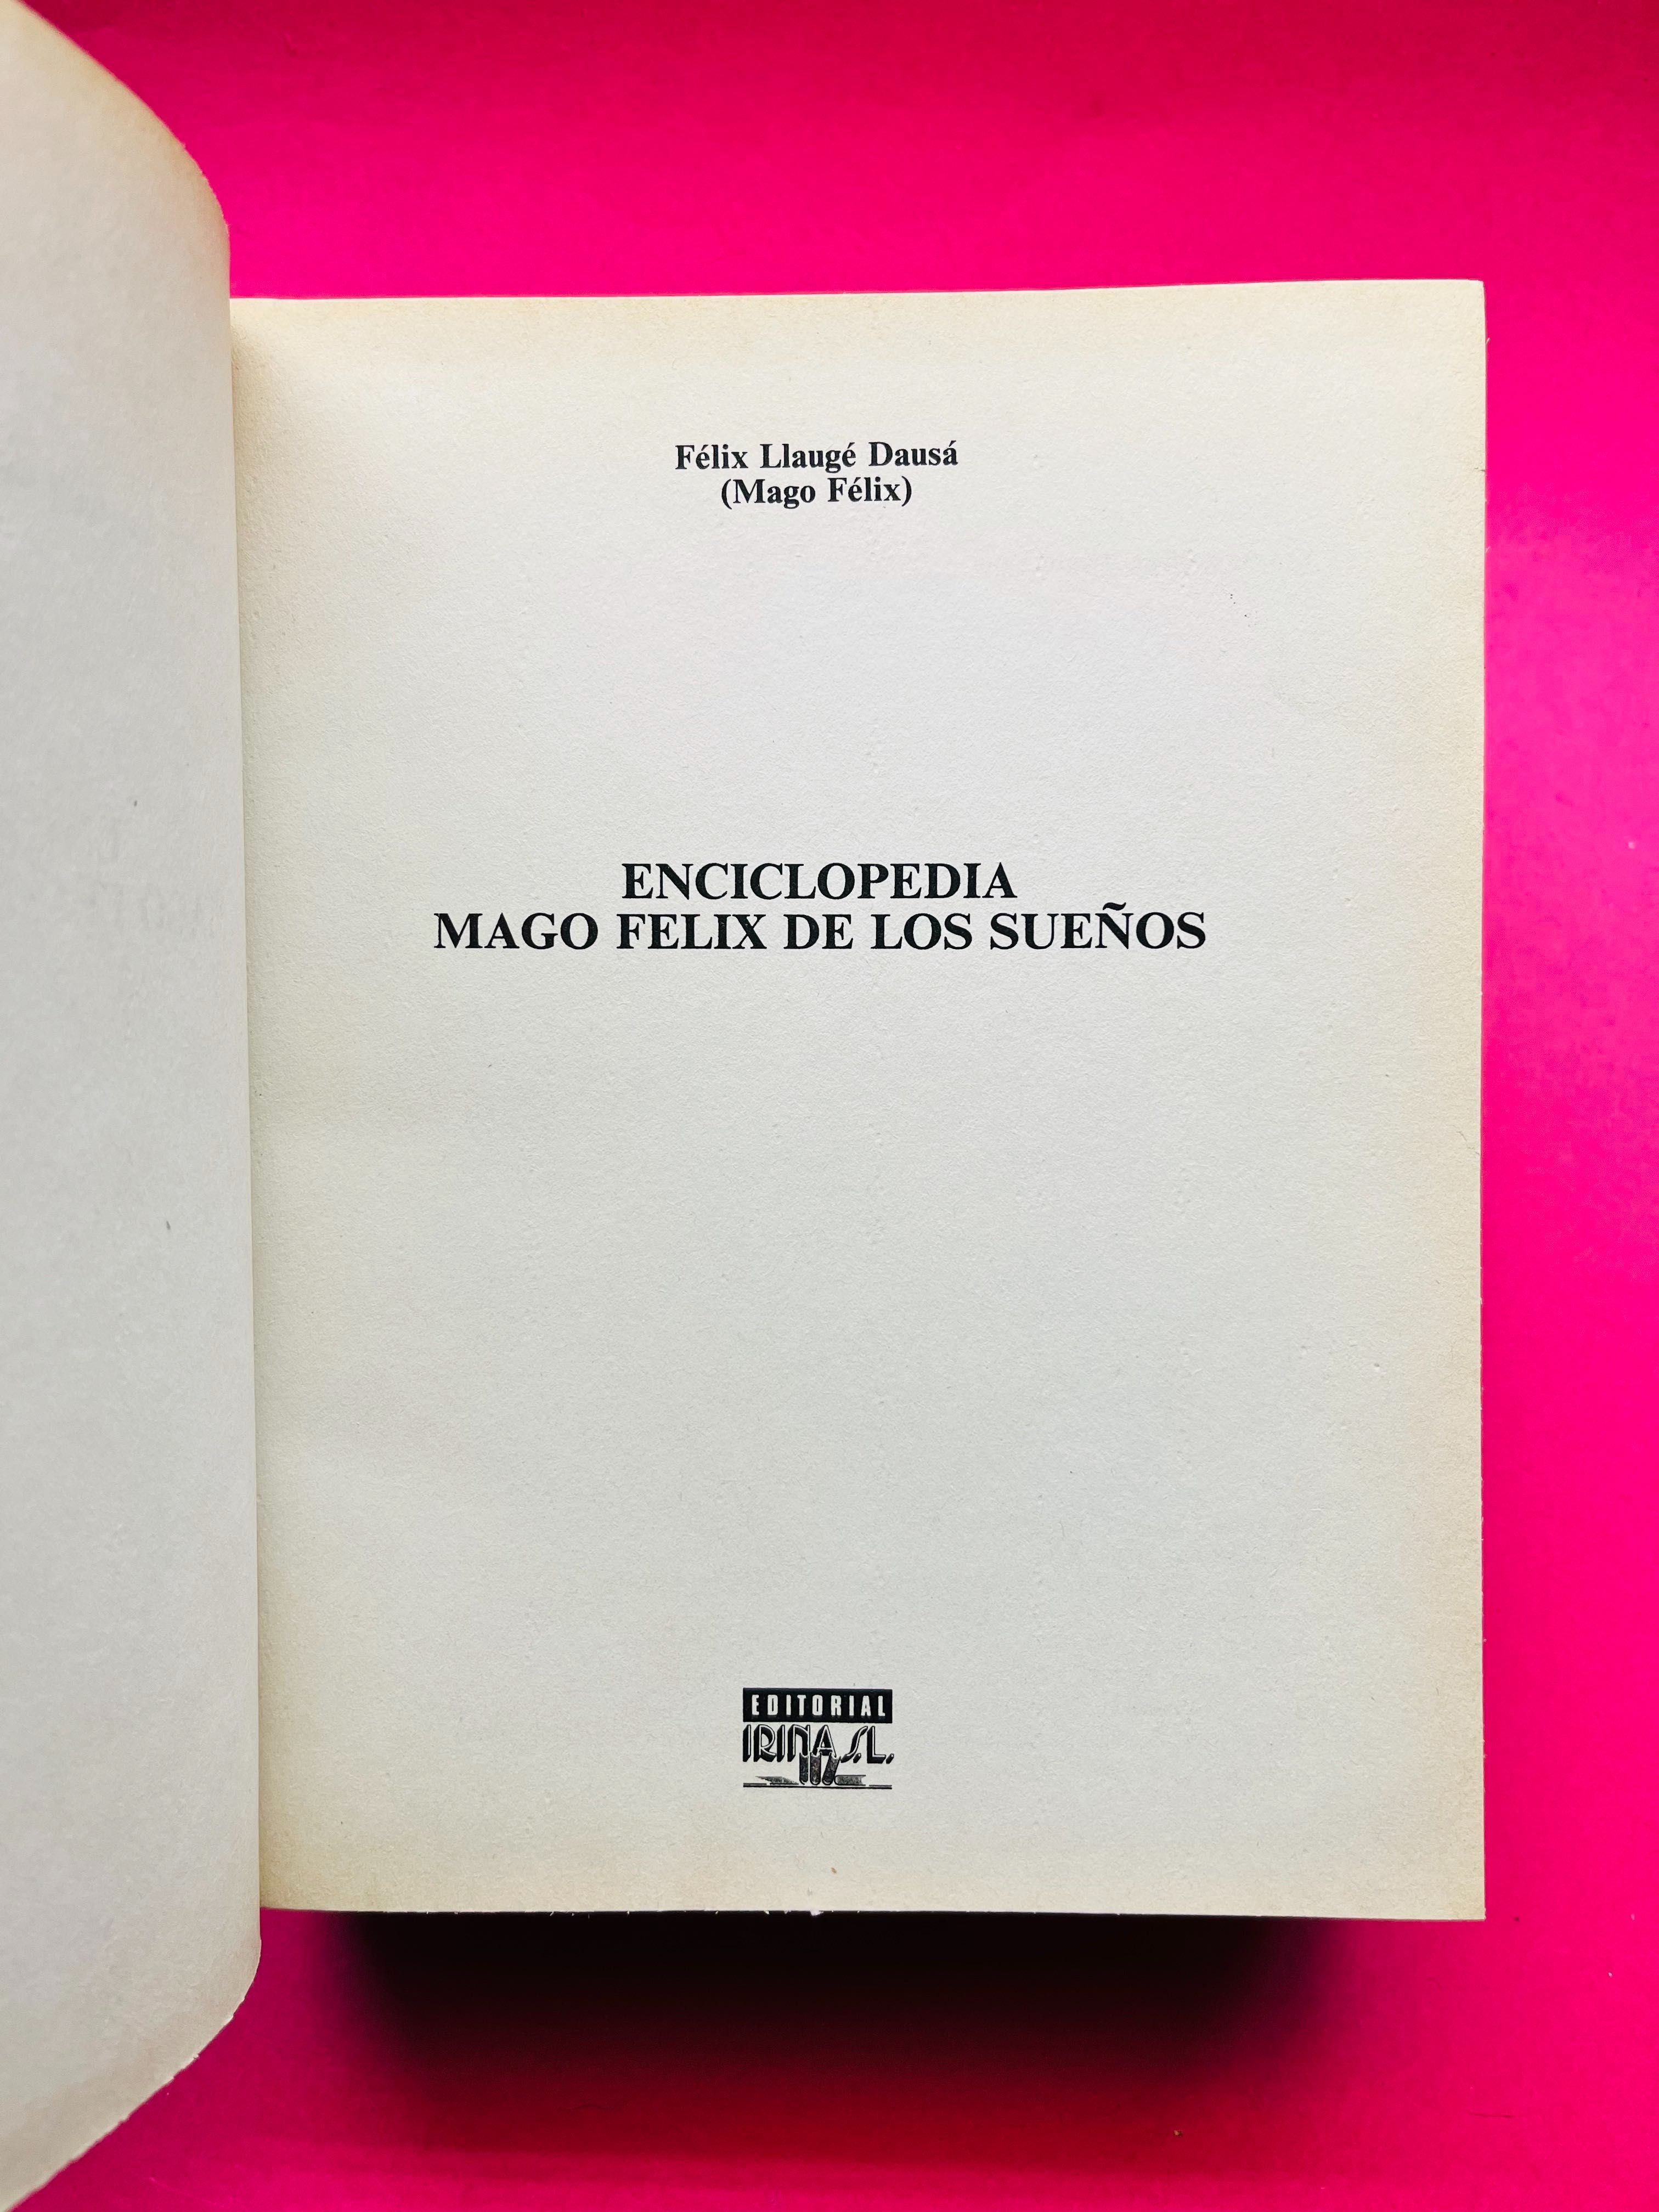 Félix Llaugé Dausá
(Mago Félix)
ENCICLOPEDIA
MAGO FELIX DE LOS SUEÑOS
EDITORIAL
IRINA S.L.